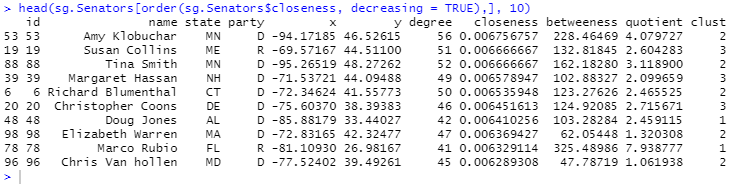 > head(sg.Senators[order(sg.Senators$closeness, decreasing = TRUE),], 10)
id name state party x y degree closeness betweeness quotient clust
53 53 Amy Klobuchar MN D -94.17185 46.52615 56 0.006756757 228.46469 4.079727 2
19 19 Susan Collins ME R -69.57167 44.51100 51 0.006666667 132.81845 2.604283 3
88 88 Tina Smith MN D -95.26519 48.27262 52 0.006666667 162.18280 3.118900 2
39 39 Margaret Hassan NH D -71.53721 44.09488 49 0.006578947 102.88327 2.099659 3
6 6 Richard Blumenthal CT D -72.34624 41.55773 50 0.006535948 123.27626 2.465525 2
20 20 Christopher Coons DE D -75.60370 38.39383 46 0.006451613 124.92085 2.715671 3
48 48 Doug Jones AL D -85.88179 33.44027 42 0.006410256 103.28284 2.459115 1
98 98 Elizabeth Warren MA D -72.83165 42.32477 47 0.006369427 62.05448 1.320308 2
78 78 Marco Rubio FL R -81.10930 26.98167 41 0.006329114 325.48986 7.938777 1
96 96 Chris Van hollen MD D -77.52402 39.49261 45 0.006289308 47.78719 1.061938 2
>